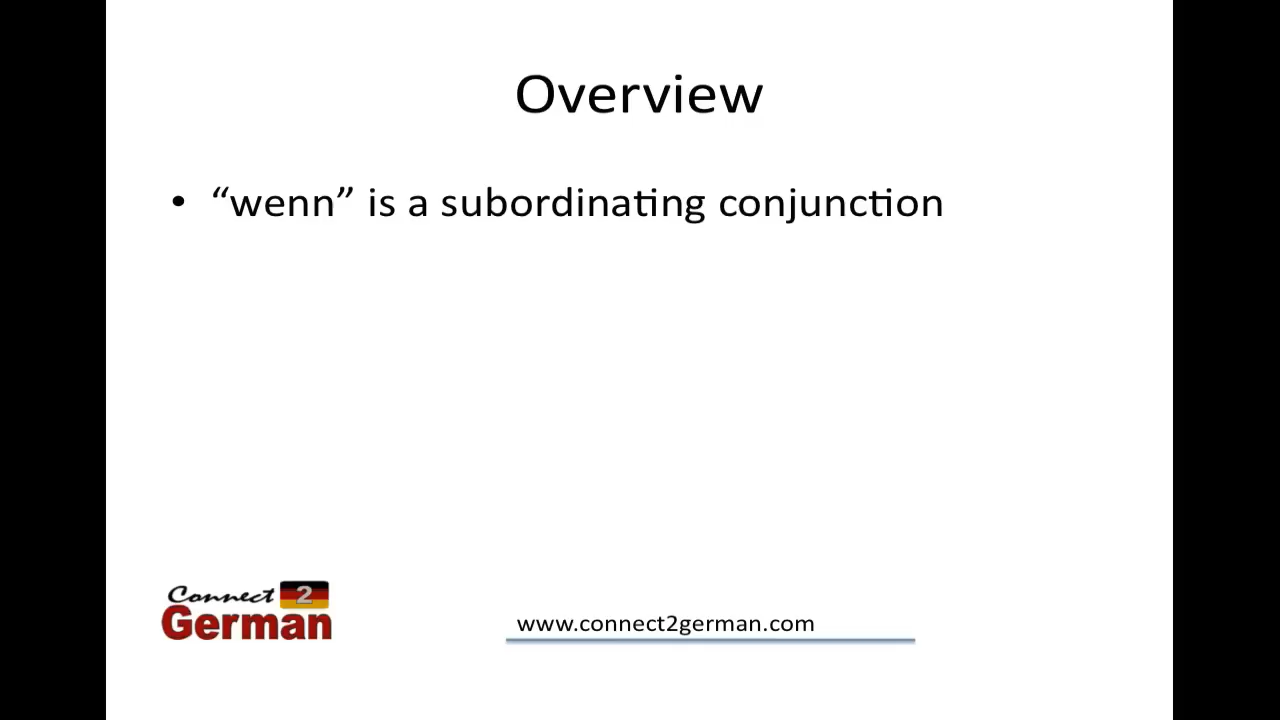 Overview
• “wenn” is a subordinating conjunction
Connect 2
German
www.connect2german.com